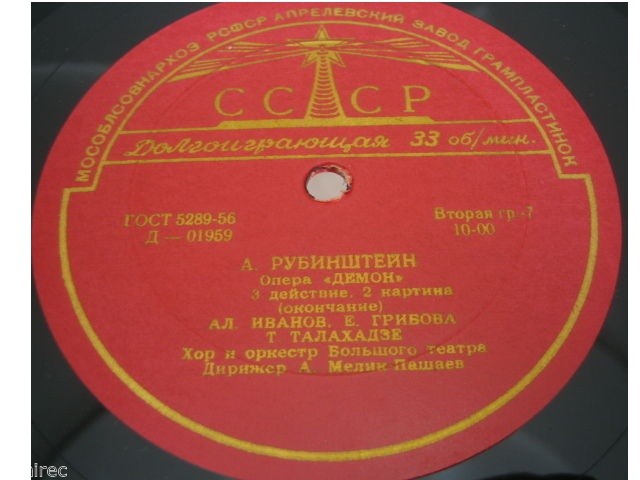 МОСОБЛСОВНАРХОЗ РСФСР АПРЕЛЕВСКИЙ ЗАВОД ГРАМПЛАСТИНОК
СССР
Долгоиграющая 33 об/мин.
ГОСТ 5289-56
Д — 01959
Вторая гр.-7
10-00
А. РУБИНШТЕИН
Опера «ДЕМОН»
3 действие, 2 картина
(окончание)
АЛ. ИВАНОВ, Е. ГРИБОВА
Т. ТАЛАХАДЗЕ
Хор и оркестр Большого театра
Дирижер А. Мелик-Пашаев